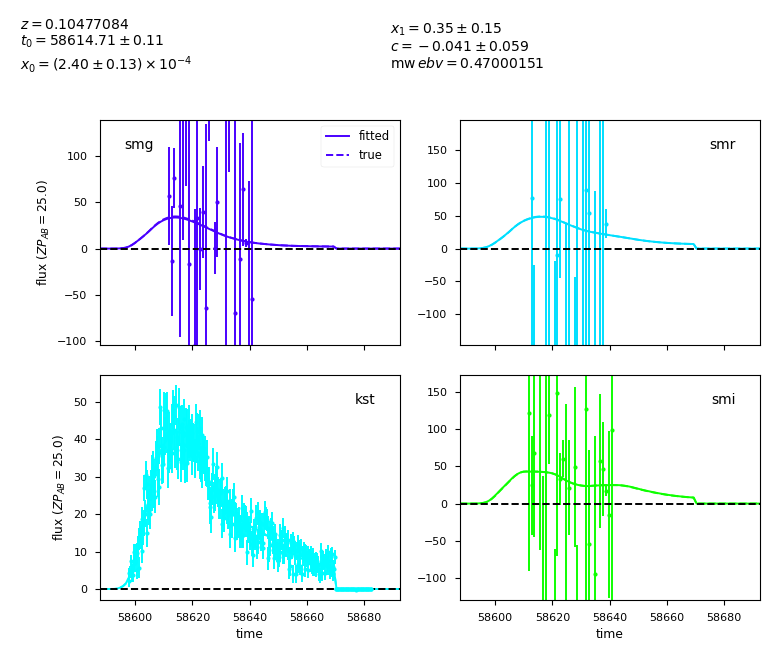 z = 0.10477084
t₀ = 58614.71 ± 0.11
x₀ = (2.40 ± 0.13) × 10⁻⁴
x₁ = 0.35 ± 0.15
c = −0.041 ± 0.059
mw ebv = 0.47000151
smg
fitted
true
100
50
0
−50
−100
flux (ZP_AB = 25.0)
smr
150
100
50
0
−50
−100
kst
50
40
30
20
10
0
flux (ZP_AB = 25.0)
58600 58620 58640 58660 58680
time
smi
150
100
50
0
−50
−100
58600 58620 58640 58660 58680
time